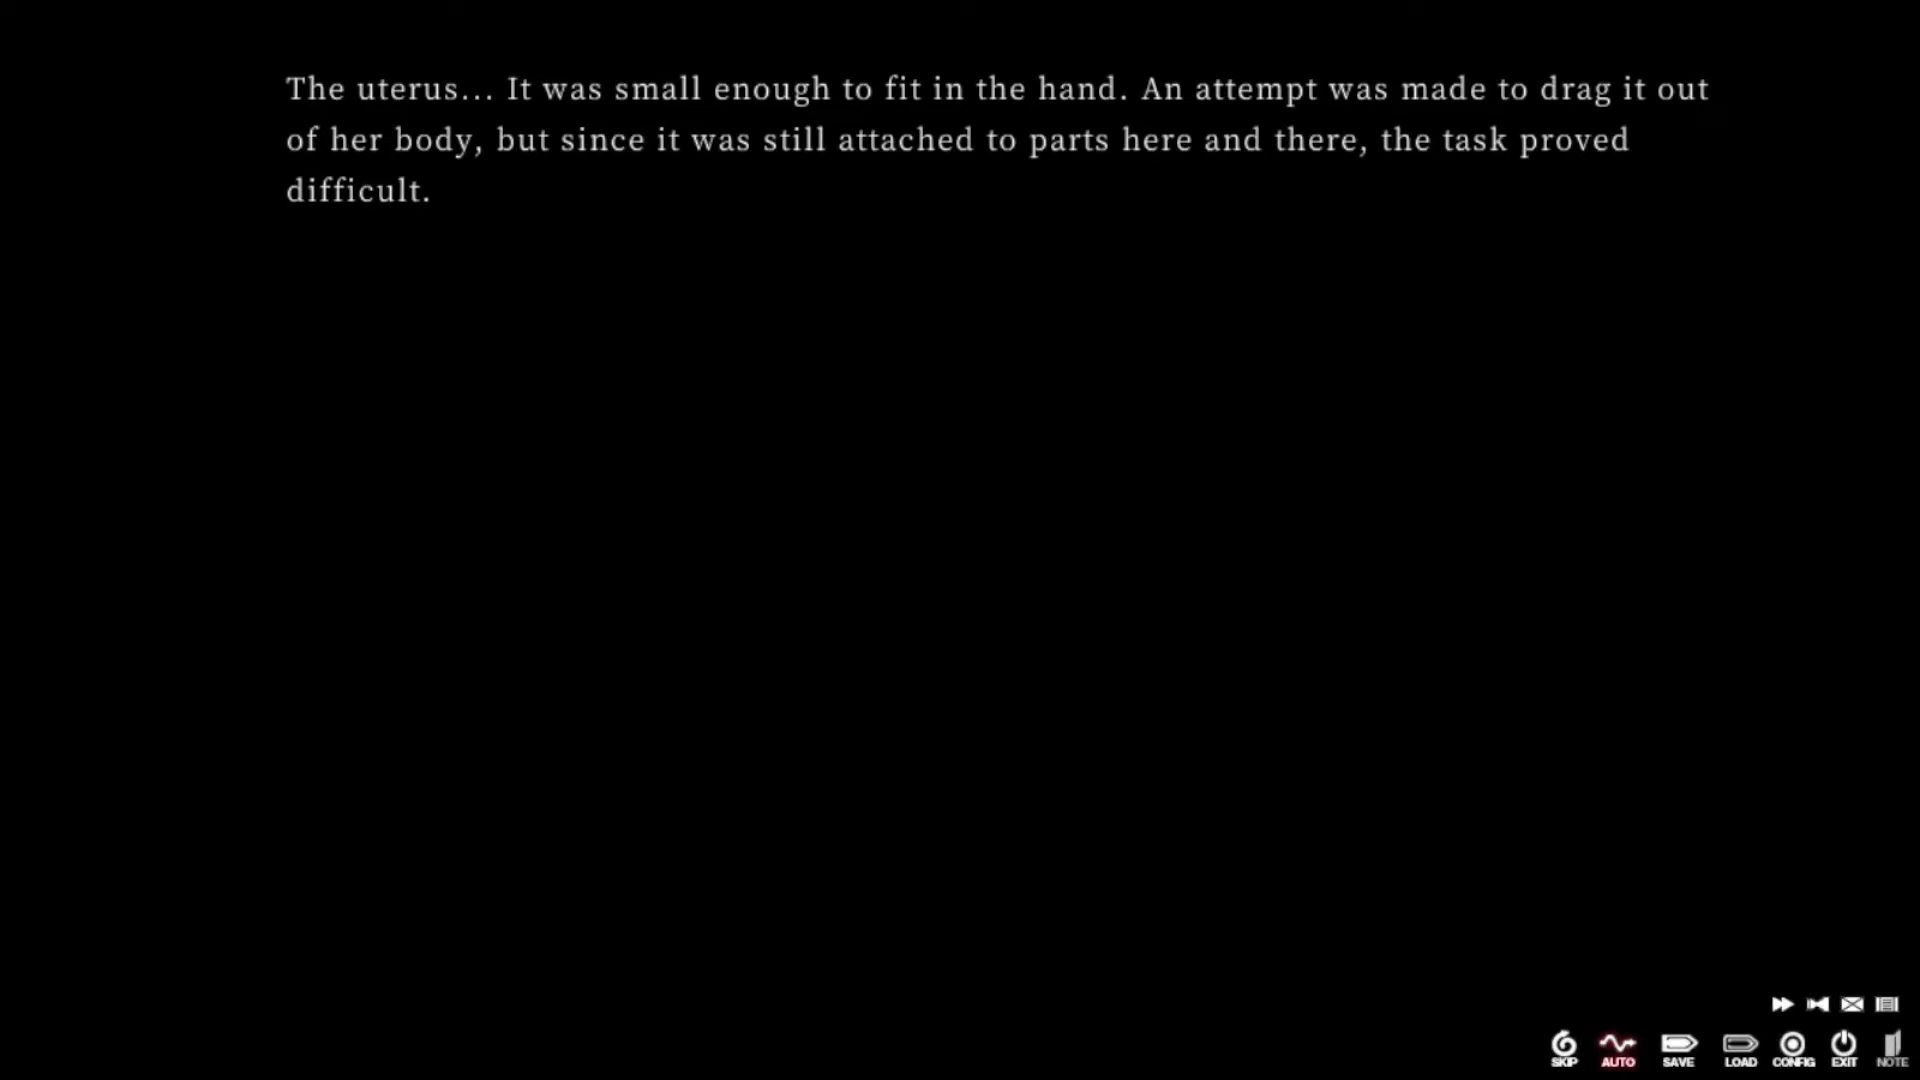 The uterus... It was small enough to fit in the hand. An attempt was made to drag it out
of her body, but since it was still attached to parts here and there, the task proved
difficult.
SKIP AUTO SAVE LOAD CONFIG EXIT NOTE